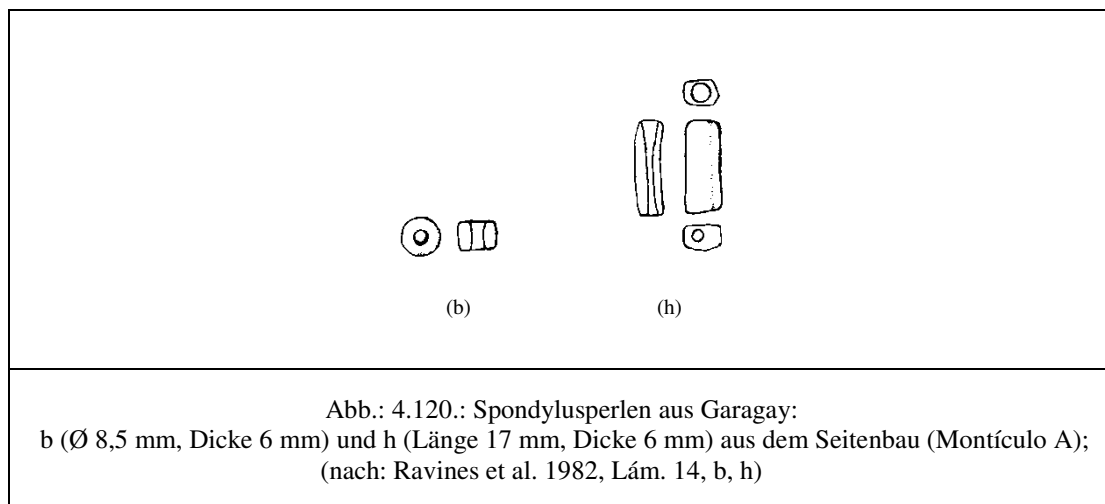 (b) (h)
Abb.: 4.120.: Spondylusperlen aus Garagay:
b (Ø 8,5 mm, Dicke 6 mm) und h (Länge 17 mm, Dicke 6 mm) aus dem Seitenbau (Montículo A);
(nach: Ravines et al. 1982, Lám. 14, b, h)